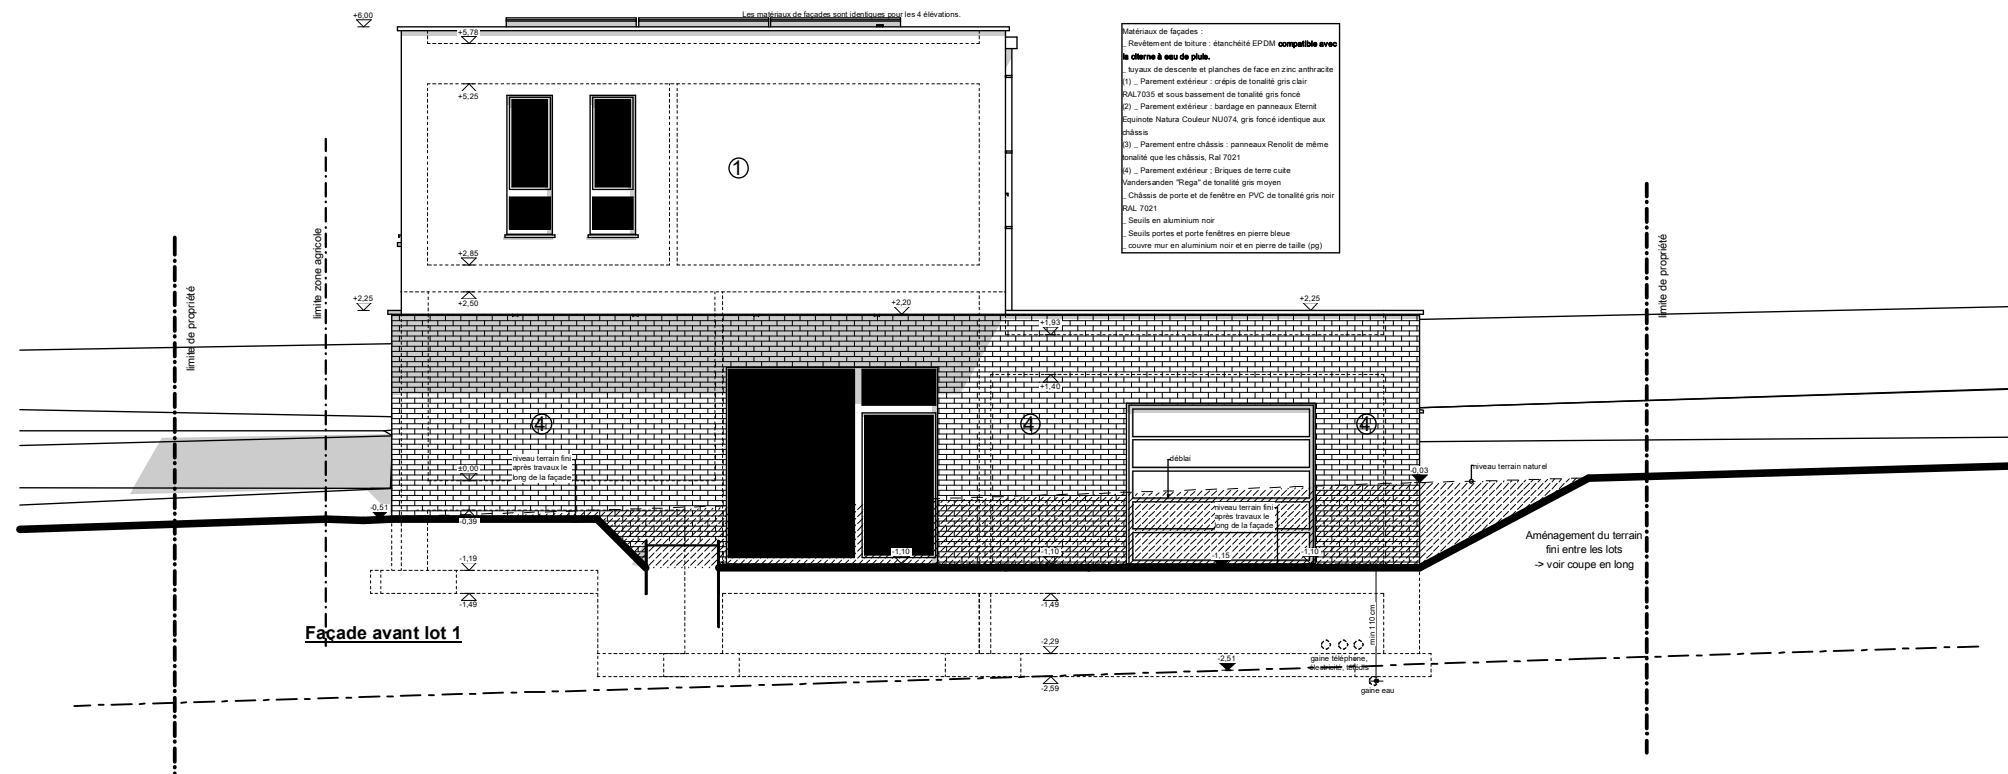 Les matériaux de façades sont identiques pour les 4 élévations.
+6,00
+5,78
+5,25
+2,85
+2,50
+2,25
+2,20
+2,25
+1,93
+1,40
Matériaux de façades :
_ Revêtement de toiture : étanchéité EPDM compatible avec
la citerne à eau de pluie.
_ tuyaux de descente et planches de face en zinc anthracite
(1) _ Parement extérieur : crépis de tonalité gris clair
RAL7035 et sous bassement de tonalité gris foncé
(2) _ Parement extérieur : bardage en panneaux Eternit
Equinote Natura Couleur NU074, gris foncé identique aux
châssis
(3) _ Parement entre châssis : panneaux Renolit de même
tonalité que les châssis, Ral 7021
(4) _ Parement extérieur ; Briques de terre cuite
Vandersanden "Rega" de tonalité gris moyen
_ Châssis de porte et de fenêtre en PVC de tonalité gris noir
RAL 7021
_ Seuils en aluminium noir
_ Seuils portes et porte fenêtres en pierre bleue
_ couvre mur en aluminium noir et en pierre de taille (pg)
1
limite de propriété
limite zone agricole
limite de propriété
4
4
4
niveau terrain fini
après travaux le
long de la façade
±0,00
déblai
-0,03
niveau terrain naturel
-0,51
-0,39
niveau terrain fini
après travaux le
long de la façade
Aménagement du terrain
fini entre les lots
-> voir coupe en long
-1,19
-1,10
-1,10
-1,15
-1,10
-1,49
-1,49
min 110 cm
Façade avant lot 1
-2,29
-2,51
-2,59
gaine téléphone,
gaine eau